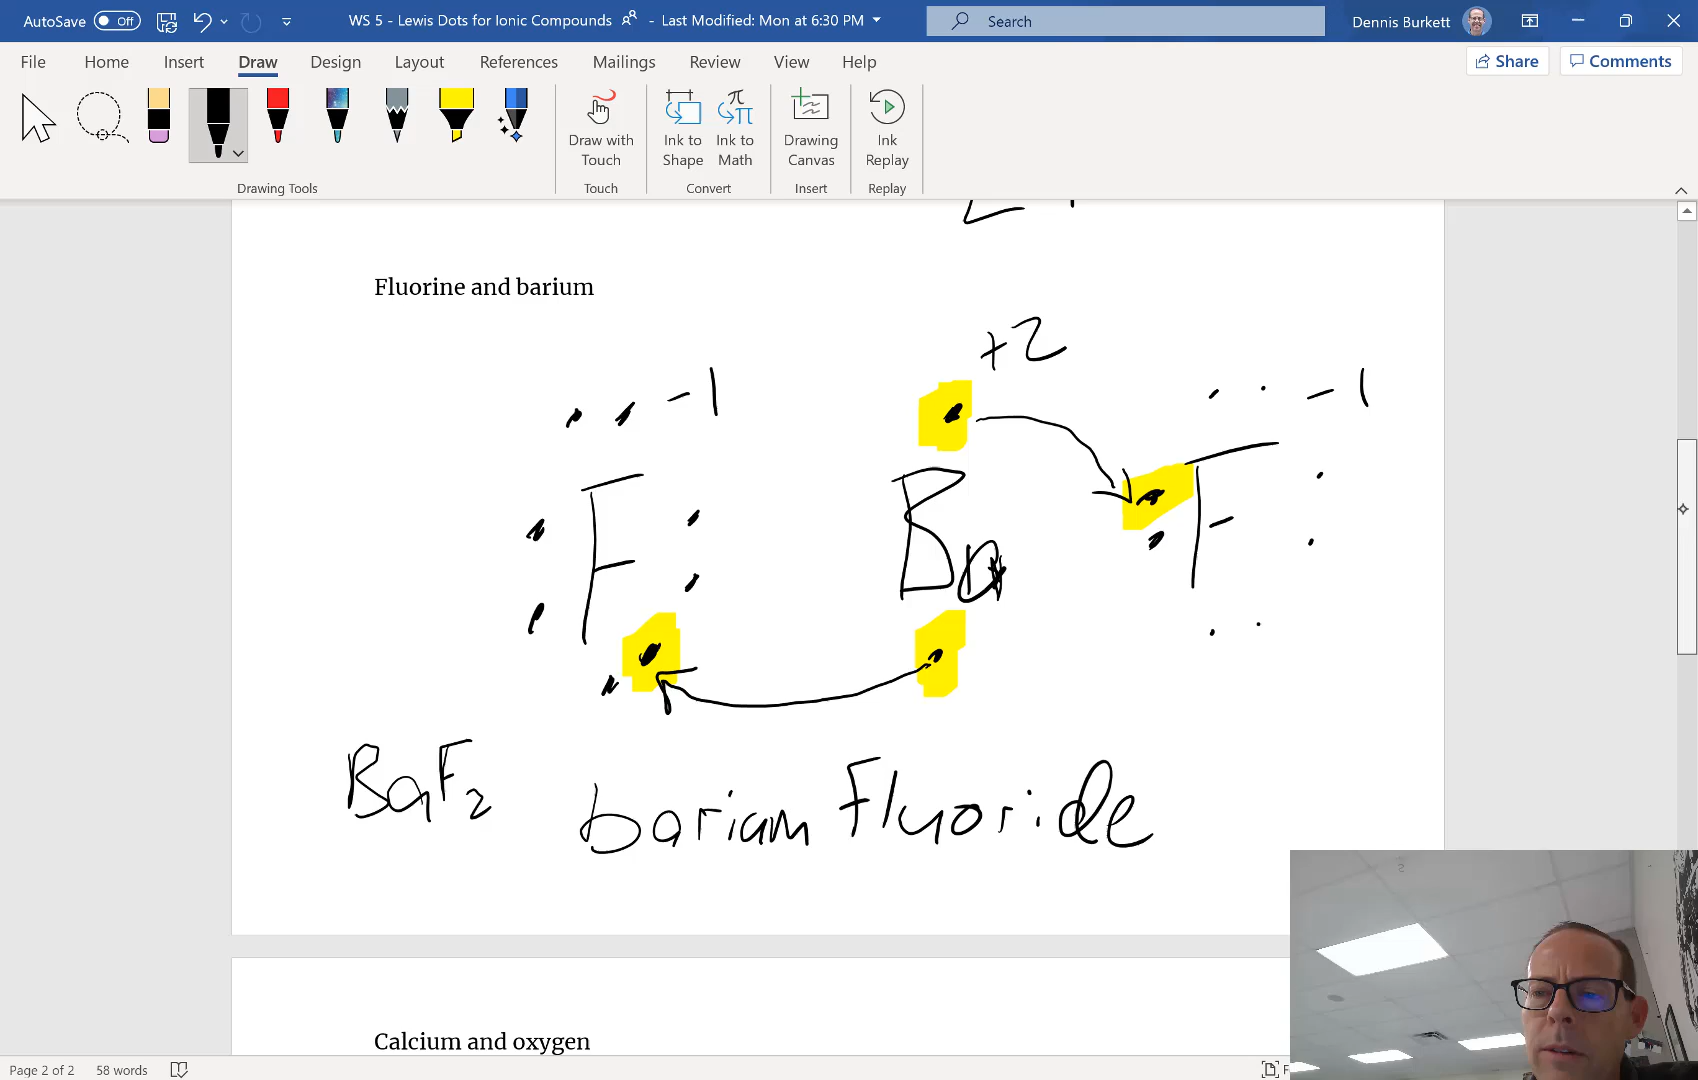 AutoSave Off WS 5 - Lewis Dots for Ionic Compounds - Last Modified: Mon at 6:30 PM Search Dennis Burkett
File Home Insert Draw Design Layout References Mailings Review View Help Share Comments
Draw with Touch
Ink to Shape
Ink to Math
Drawing Canvas
Ink Replay
Drawing Tools Touch Convert Insert Replay
Fluorine and barium
+2
-1 -1
F Ba F
BaF2 barium Fluoride
Calcium and oxygen
Page 2 of 2 58 words